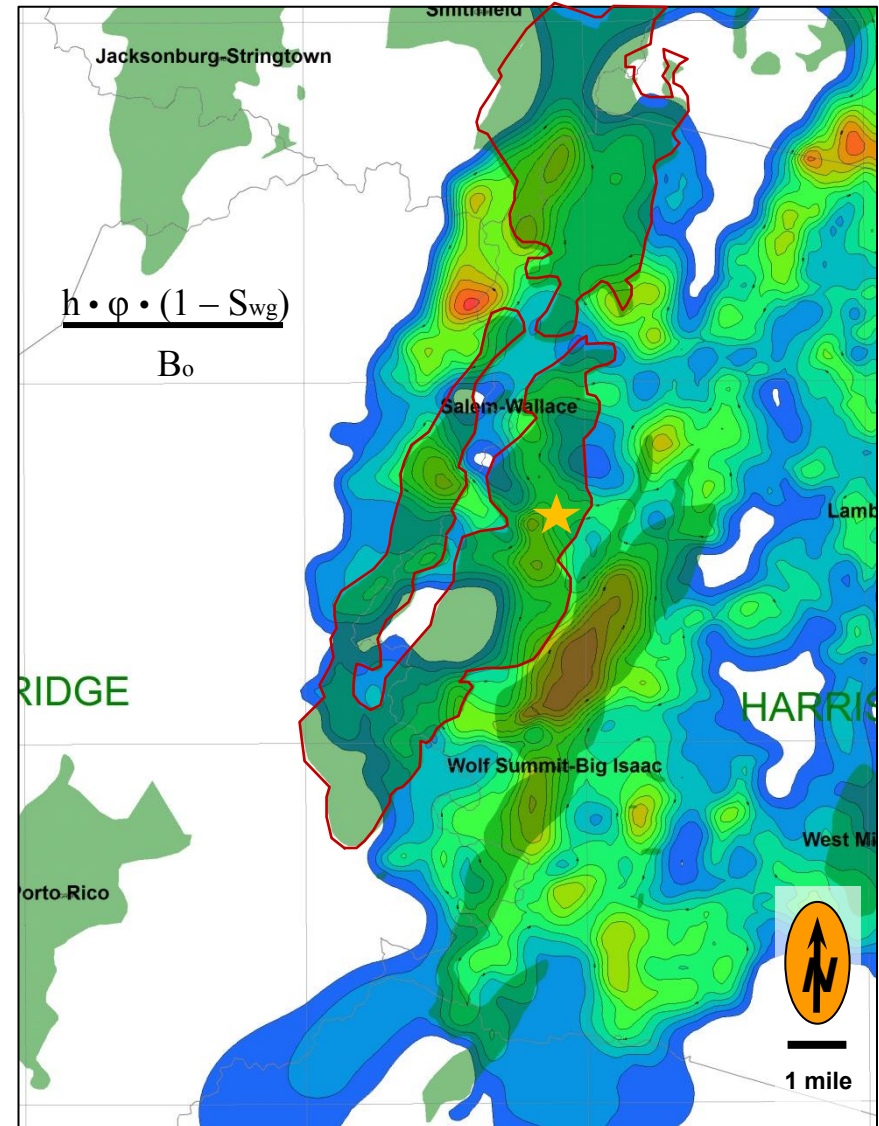 Smithfield
Jacksonburg-Stringtown
h • φ • (1 – Swg)
Bo
Salem-Wallace
Lamb
RIDGE
HARRIS
Wolf Summit-Big Isaac
West Mi
Porto Rico
N
1 mile